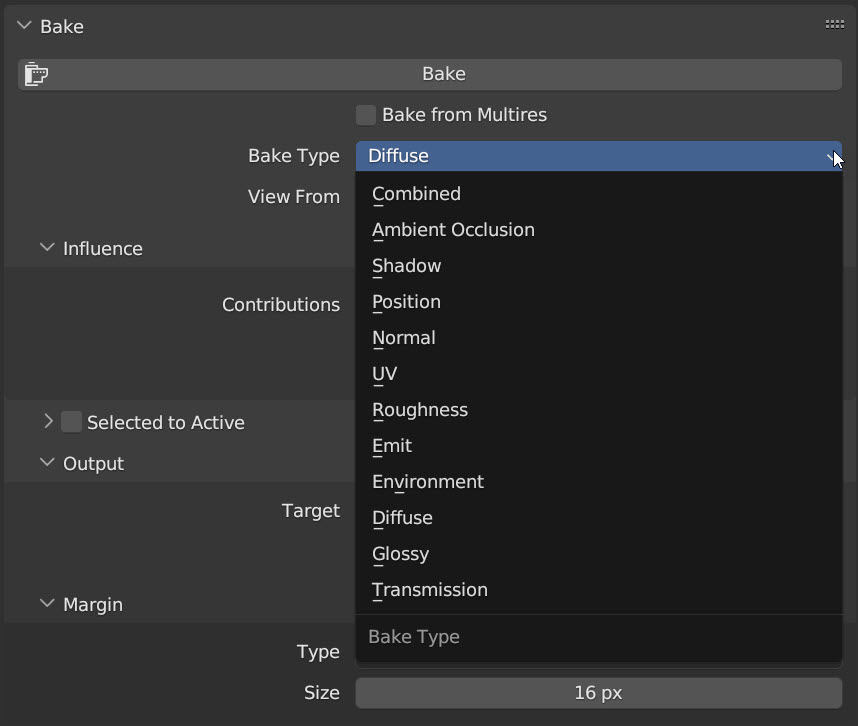 Bake
Bake
Bake from Multires
Bake Type Diffuse
View From
Combined
Ambient Occlusion
Influence
Shadow
Contributions
Position
Normal
UV
Roughness
Selected to Active
Emit
Output
Environment
Target
Diffuse
Glossy
Transmission
Margin
Bake Type
Type
Size 16 px